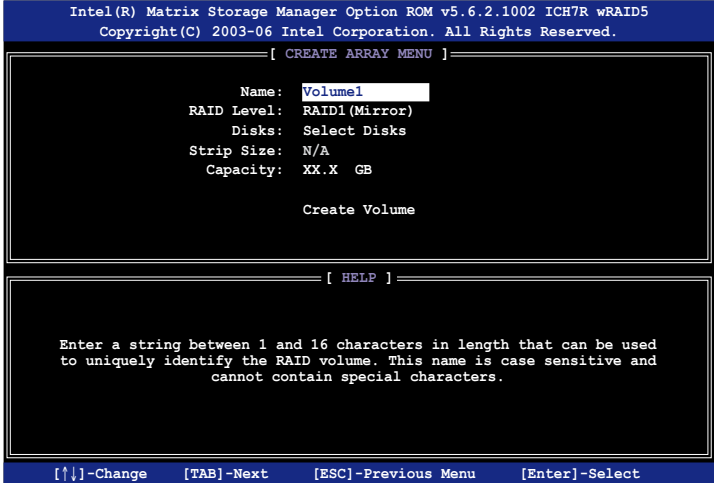 Intel(R) Matrix Storage Manager Option ROM v5.6.2.1002 ICH7R wRAID5
Copyright(C) 2003-06 Intel Corporation. All Rights Reserved.
[ CREATE ARRAY MENU ]
Name: Volume1
RAID Level: RAID1(Mirror)
Disks: Select Disks
Strip Size: N/A
Capacity: XX.X GB
Create Volume
[ HELP ]
Enter a string between 1 and 16 characters in length that can be used
to uniquely identify the RAID volume. This name is case sensitive and
cannot contain special characters.
[↑↓]-Change [TAB]-Next [ESC]-Previous Menu [Enter]-Select